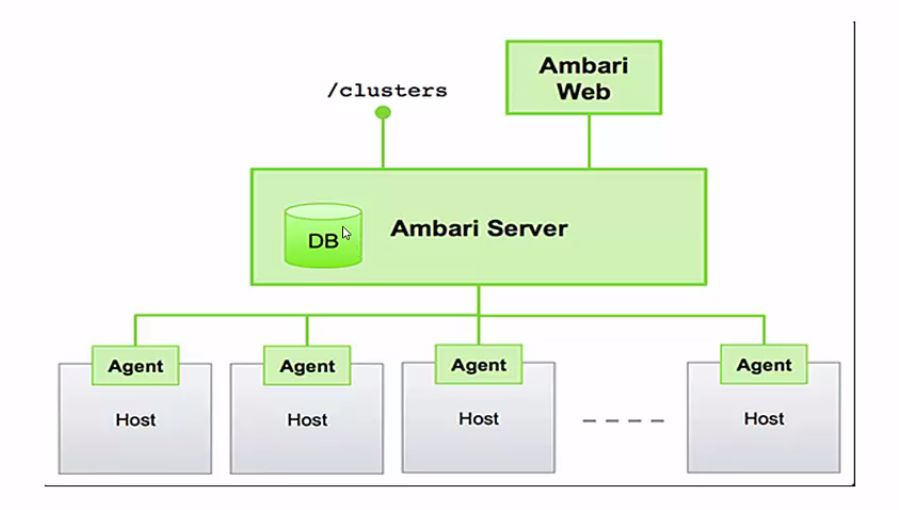 /clusters
Ambari
Web
DB
Ambari Server
Agent
Agent
Agent
Agent
Host
Host
Host
Host